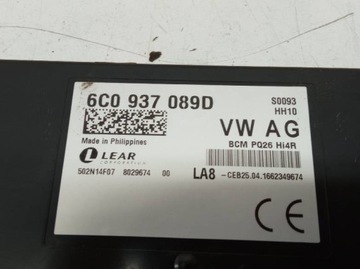 6C0 937 089D
S0093
HH10
VW AG
Made in Philippines
BCM PQ26 Hi4R
LEAR
CORPORATION
502N14F07 8029674 00
LA8 -CEB25.04.1662349674
CE